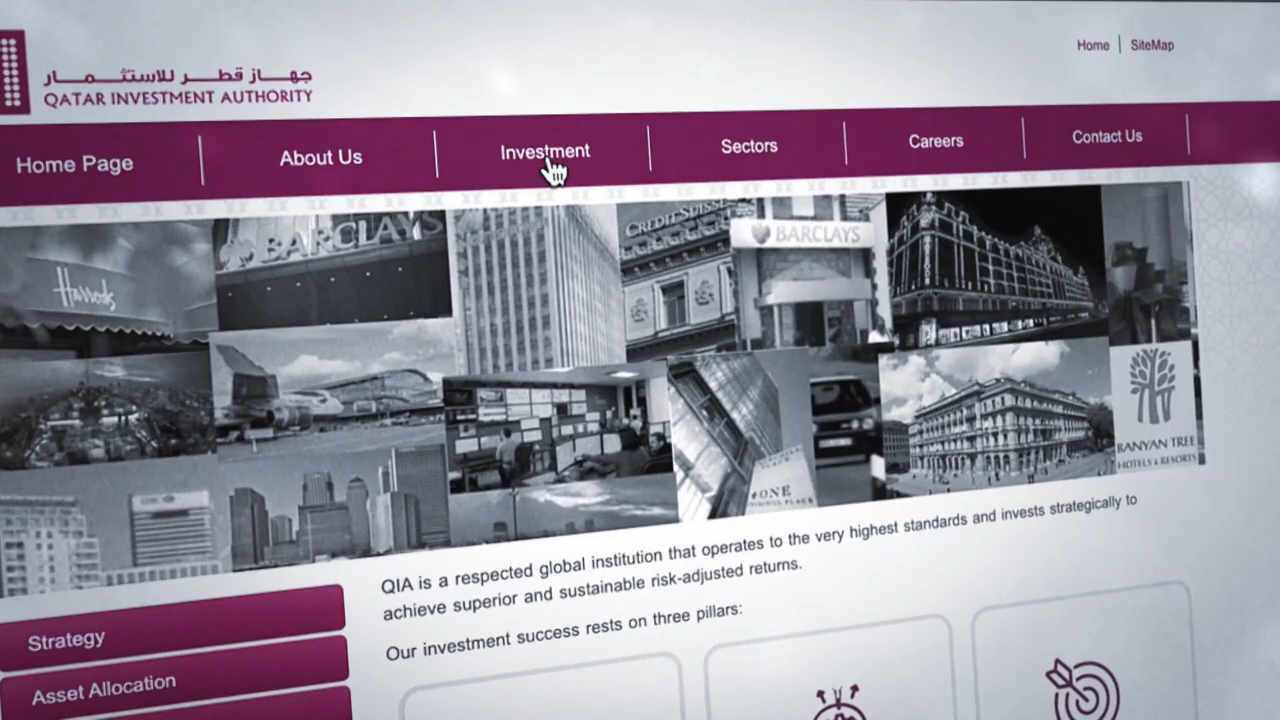 Home
SiteMap
جهاز قطر للاستثمار
QATAR INVESTMENT AUTHORITY
Home Page
About Us
Investment
Sectors
Careers
Contact Us
Harrods
BARCLAYS
CREDIT SUISSE
BARCLAYS
#ONE
PLACE
BANYAN TREE
HOTELS & RESORTS
QIA is a respected global institution that operates to the very highest standards and invests strategically to
achieve superior and sustainable risk-adjusted returns.
Our investment success rests on three pillars:
Strategy
Asset Allocation